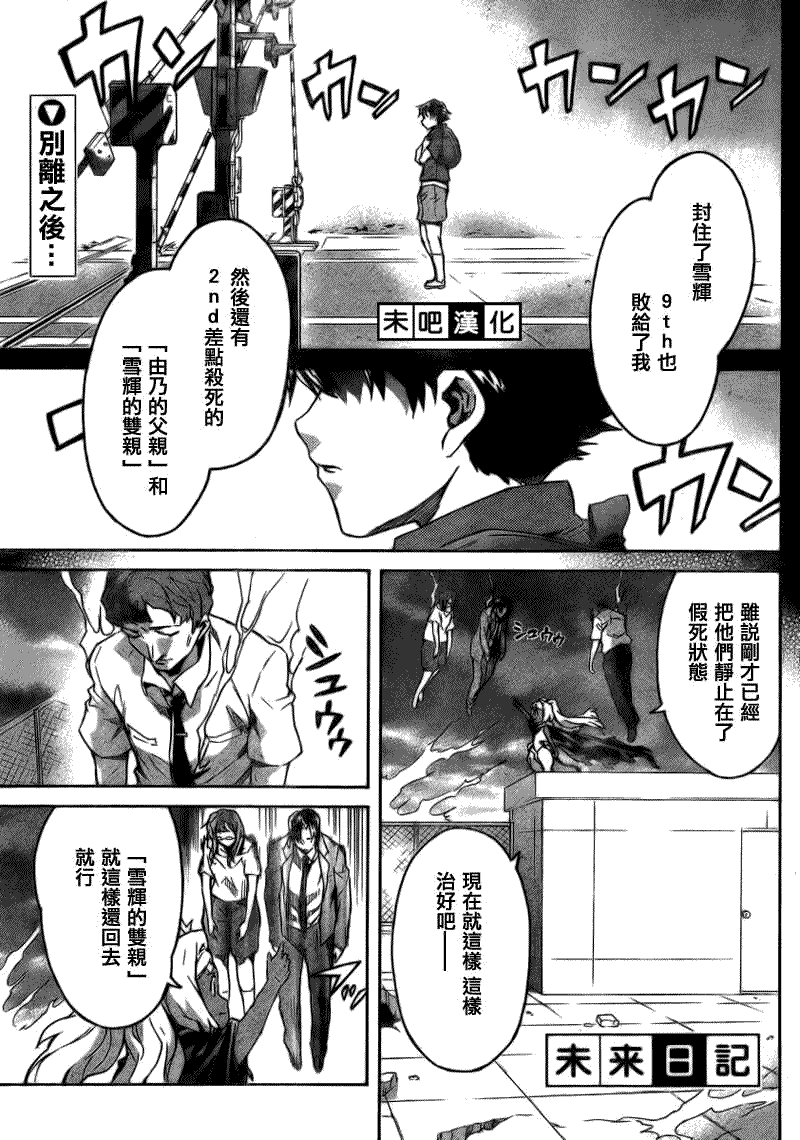 カンカン
カンカン
カンカン
▼別離之後…
封住了雪輝
9th也
敗給了我
未吧漢化
然後還有
2nd差點殺死的
「由乃的父親」和
「雪輝的雙親」
雖說剛才已經
把他們靜止在了
假死狀態
シュウゥ
シュウゥ
現在就這樣 這樣
治好吧——
「雪輝的雙親」
就這樣還回去
就行
未来日記